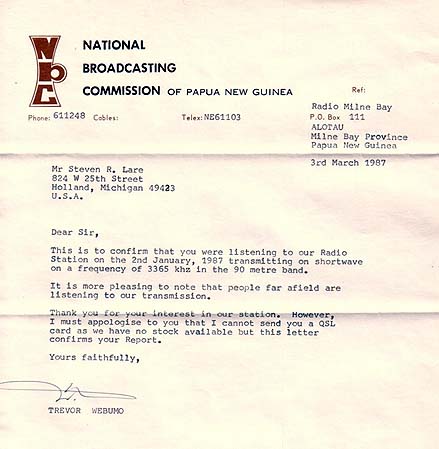 NBC
NATIONAL
BROADCASTING
COMMISSION OF PAPUA NEW GUINEA
Ref:
Phone: 611248 Cables: Telex: NE61103
Radio Milne Bay
P.O. Box 111
ALOTAU
Milne Bay Province
Papua New Guinea
3rd March 1987
Mr Steven R. Lare
824 W 25th Street
Holland, Michigan 49423
U.S.A.
Dear Sir,
This is to confirm that you were listening to our Radio
Station on the 2nd January, 1987 transmitting on shortwave
on a frequency of 3365 khz in the 90 metre band.
It is more pleasing to note that people far afield are
listening to our transmission.
Thank you for your interest in our station. However,
I must appologise to you that I cannot send you a QSL
card as we have no stock available but this letter
confirms your Report.
Yours faithfully,
TREVOR WEBUMO